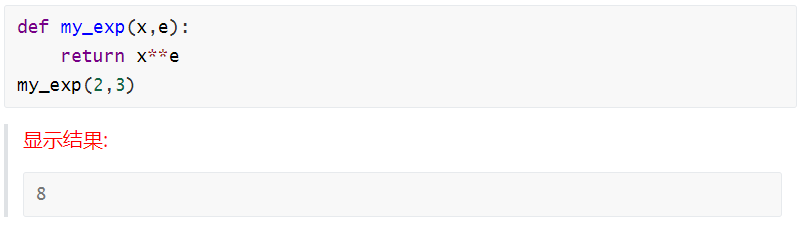 def my_exp(x,e):
    return x**e
my_exp(2,3)
显示结果:
8